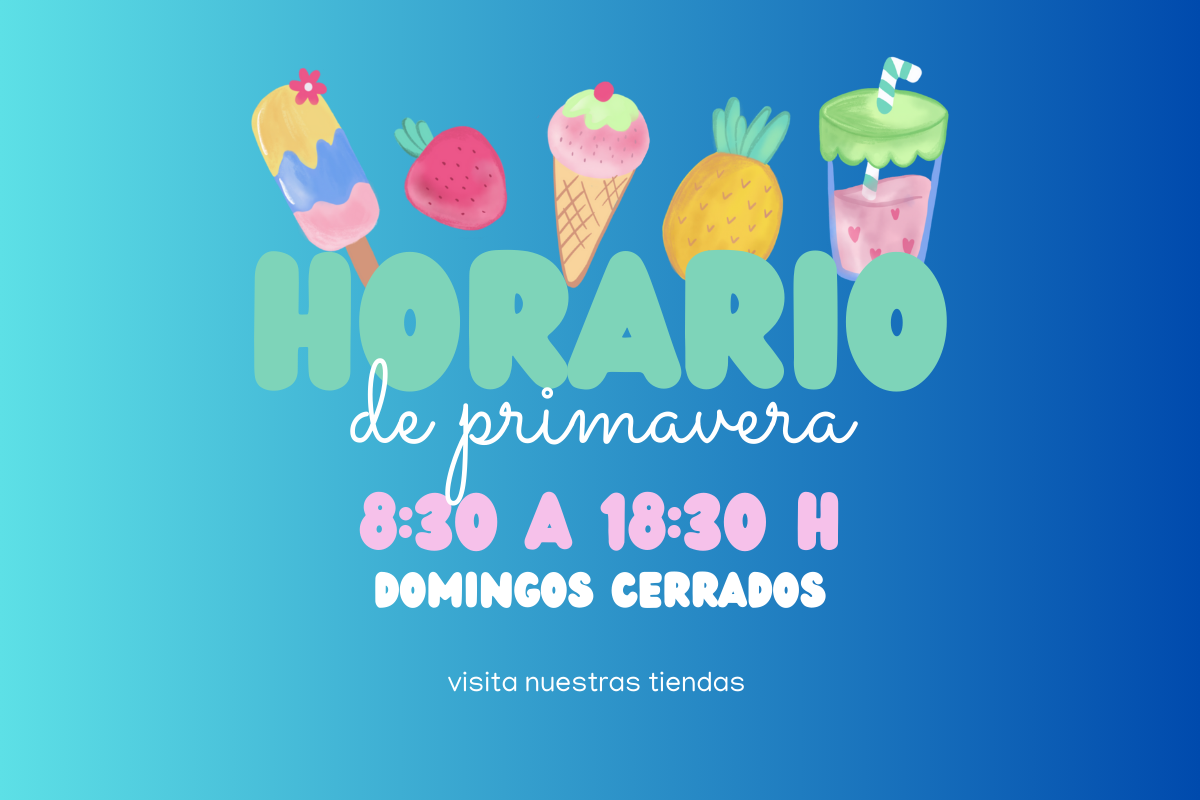 HORARIO
de primavera
8:30 A 18:30 H
DOMINGOS CERRADOS
visita nuestras tiendas